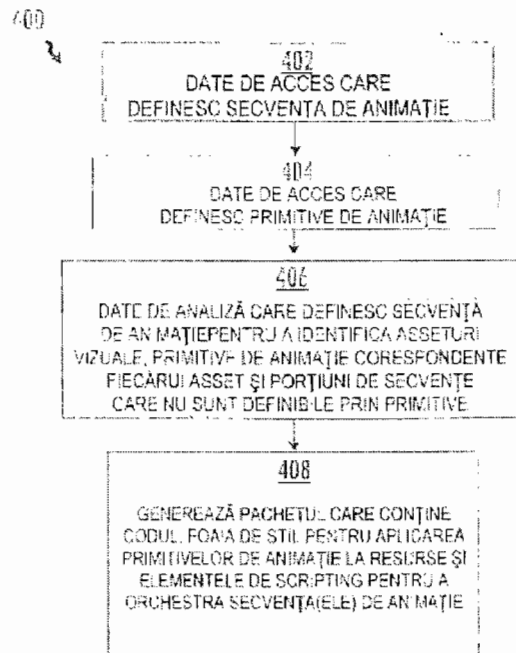 400
402
DATE DE ACCES CARE
DEFINESC SECVENȚA DE ANIMAȚIE
404
DATE DE ACCES CARE
DEFINESC PRIMITIVE DE ANIMAȚIE
406
DATE DE ANALIZĂ CARE DEFINESC SECVENȚA
DE ANIMAȚIEPENTRU A IDENTIFICA ASSETURI
VIZUALE, PRIMITIVE DE ANIMAȚIE CORESPONDENTE
FIECĂRUI ASSET ȘI PORȚIUNI DE SECVENȚE
CARE NU SUNT DEFINIBILE PRIN PRIMITIVE
408
GENEREAZĂ PACHETUL CARE CONȚINE
CODUL, FOAIA DE STIL PENTRU APLICAREA
PRIMITIVELOR DE ANIMAȚIE LA RESURSE ȘI
ELEMENTELE DE SCRIPTING PENTRU A
ORCHESTRA SECVENȚA(ELE) DE ANIMAȚIE